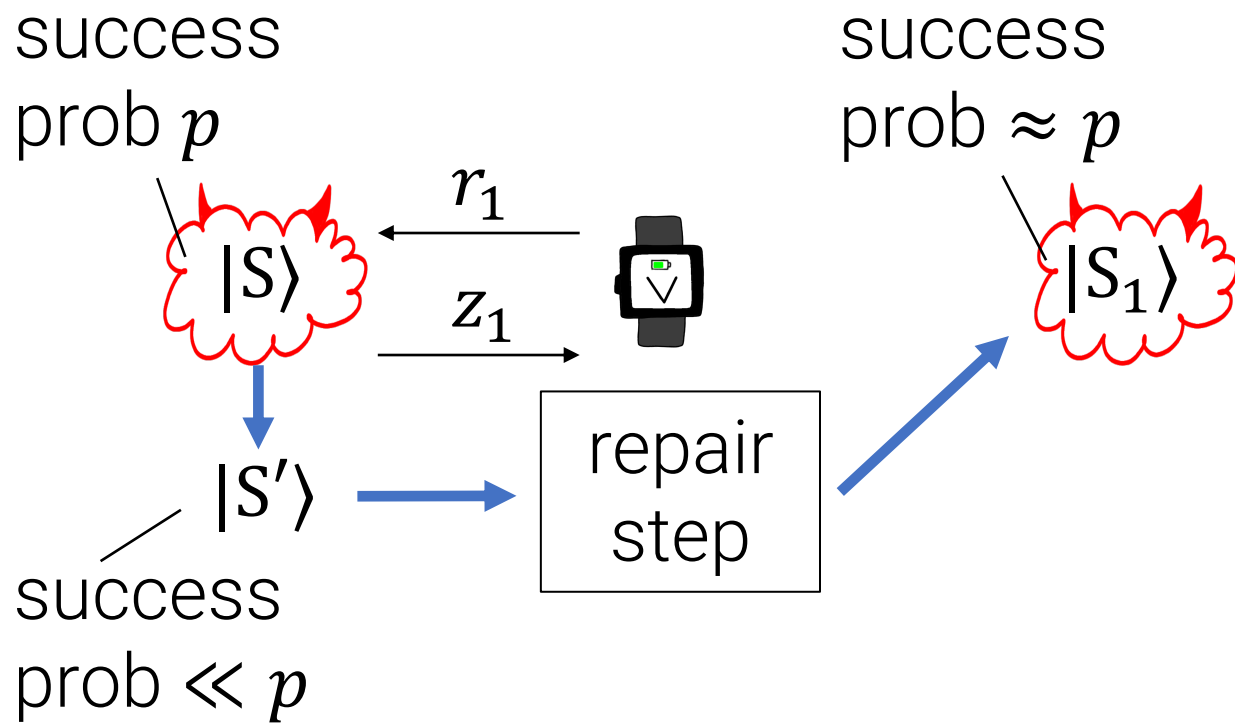 success
prob p
success
prob ≈ p
r₁
|S⟩
V
|S₁⟩
z₁
|S′⟩
repair
step
success
prob ≪ p